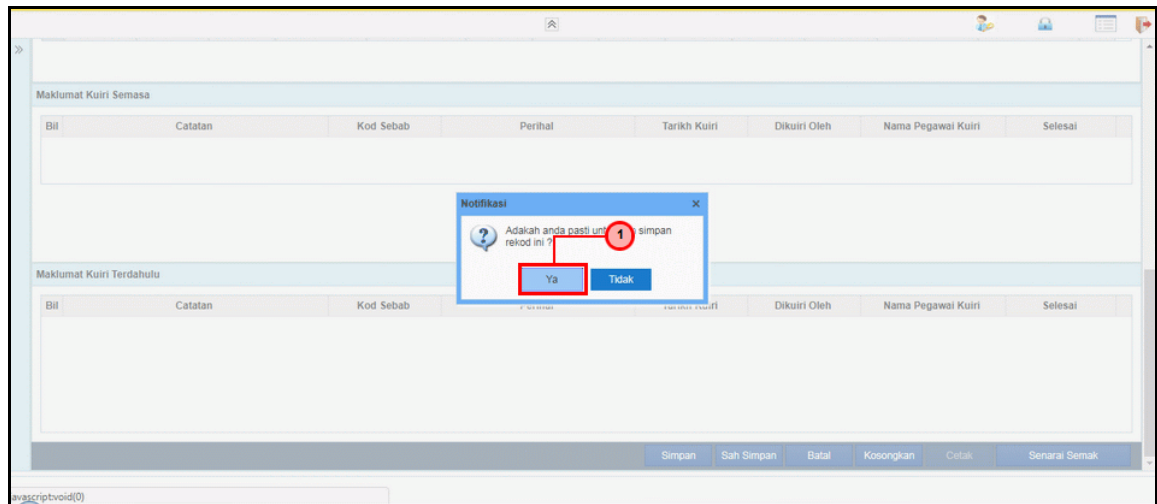 Maklumat Kuiri Semasa
Bil Catatan Kod Sebab Perihal Tarikh Kuiri Dikuiri Oleh Nama Pegawai Kuiri Selesai
Notifikasi
Adakah anda pasti simpan
rekod ini ?
1
Ya Tidak
Maklumat Kuiri Terdahulu
Bil Catatan Kod Sebab Dikuiri Oleh Nama Pegawai Kuiri Selesai
Simpan Sah Simpan Batal Kosongkan Cetak Senarai Semak
avascript:void(0)